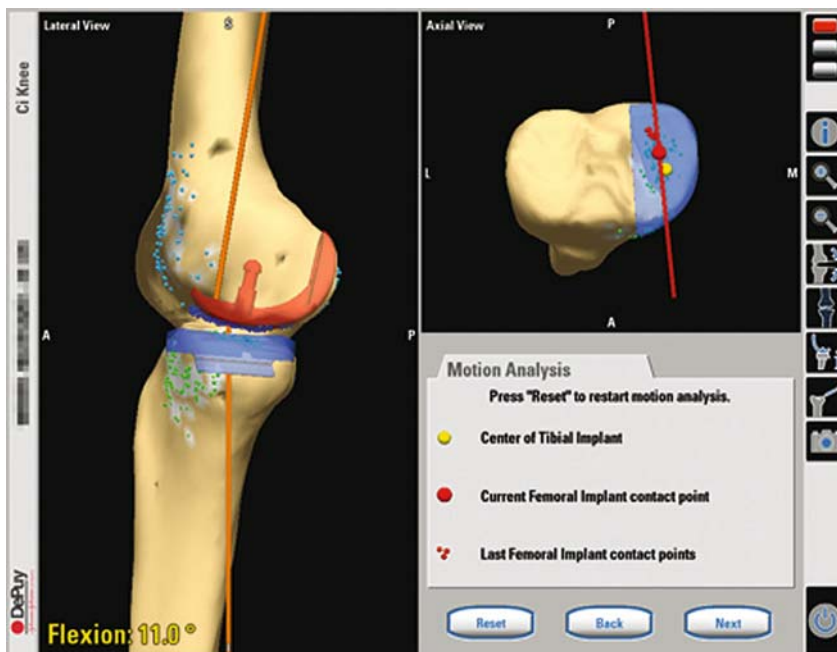 Ci Knee
DePuy
Lateral View
S
A
P
Flexion: 11.0 °
Axial View
P
L
M
A
Motion Analysis
Press "Reset" to restart motion analysis.
Center of Tibial Implant
Current Femoral Implant contact point
Last Femoral Implant contact points
Reset
Back
Next